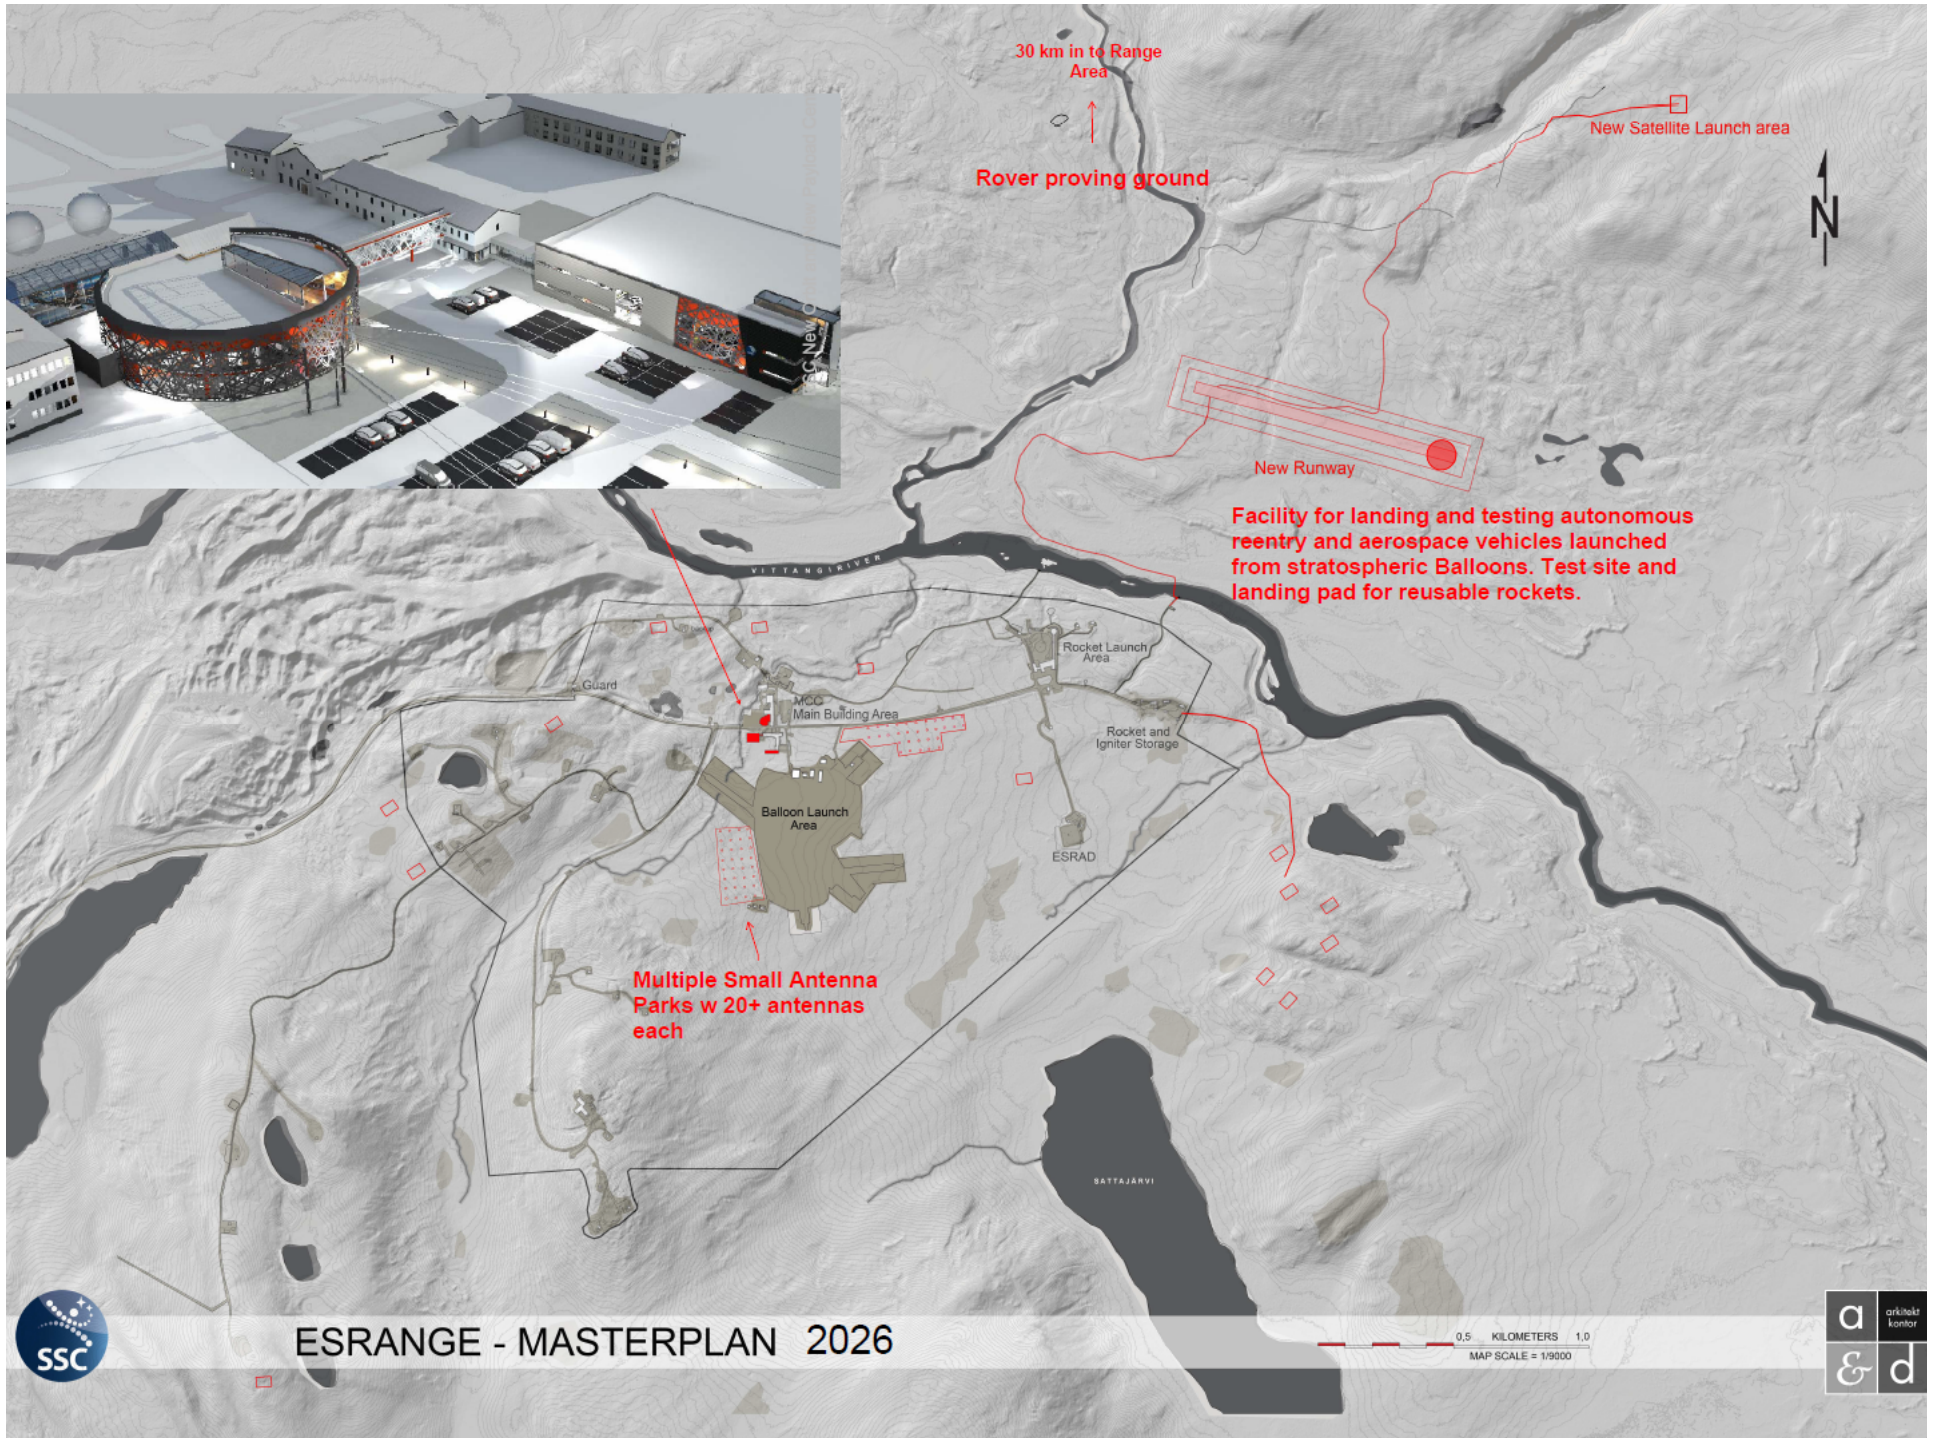 30 km in to Range
Area
New Satellite Launch area
Rover proving ground
N
New Runway
Facility for landing and testing autonomous
reentry and aerospace vehicles launched
from stratospheric Balloons. Test site and
landing pad for reusable rockets.
VITTANGIRIVER
Rocket Launch
Area
Guard
MCC
Main Building Area
Rocket and
Igniter Storage
Balloon Launch
Area
ESRAD
Multiple Small Antenna
Parks w 20+ antennas
each
SATTAJÄRVI
SSC
ESRANGE - MASTERPLAN 2026
0,5 KILOMETERS 1,0
MAP SCALE = 1/9000
a
arkitekt
kontor
& d